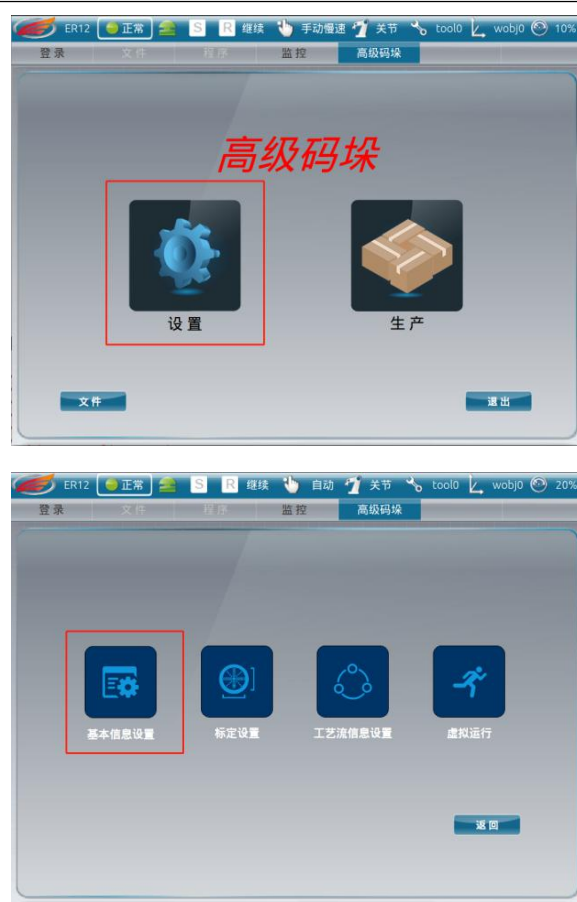 ER12 正常 S R 继续 手动慢速 关节 tool0 wobj0 10%
登录 文件 程序 监控 高级码垛
高级码垛
设置 生产
文件 退出
ER12 正常 S R 继续 自动 关节 tool0 wobj0 20%
登录 文件 程序 监控 高级码垛
基本信息设置 标定设置 工艺流信息设置 虚拟运行
返回